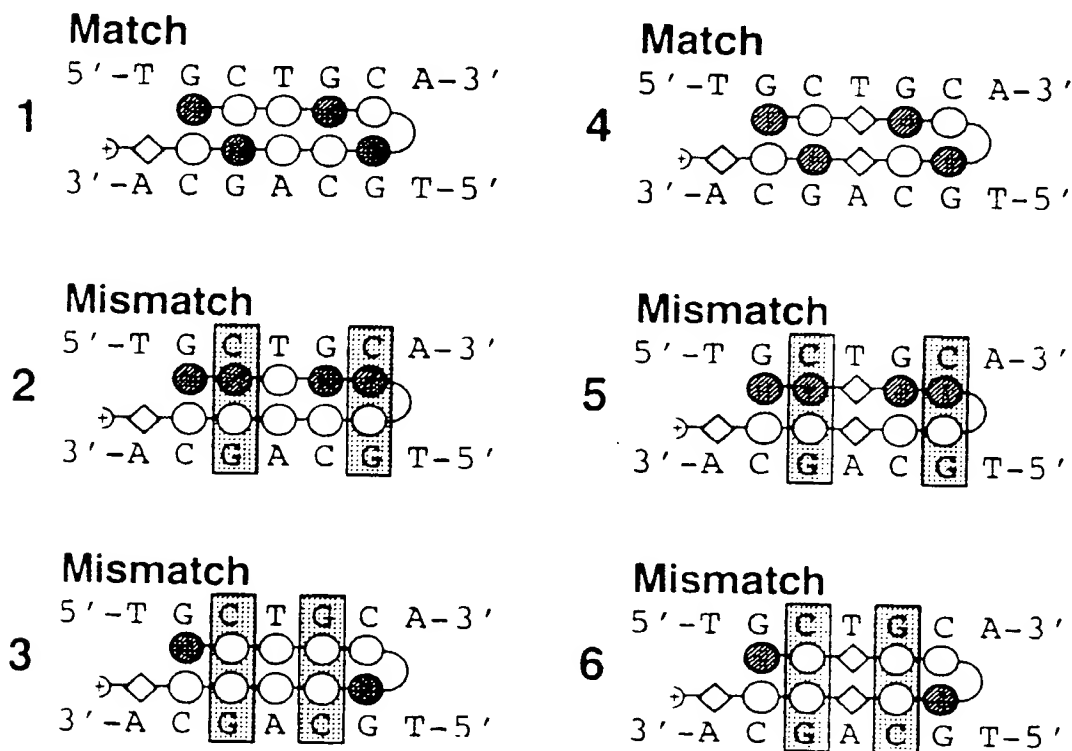 Match
5'-T G C T G C A-3'
1
3'-A C G A C G T-5'
Match
5'-T G C T G C A-3'
4
3'-A C G A C G T-5'
Mismatch
5'-T G C T G C A-3'
2
3'-A C G A C G T-5'
Mismatch
5'-T G C T G C A-3'
5
3'-A C G A C G T-5'
Mismatch
5'-T G C T G C A-3'
3
3'-A C G A C G T-5'
Mismatch
5'-T G C T G C A-3'
6
3'-A C G A C G T-5'